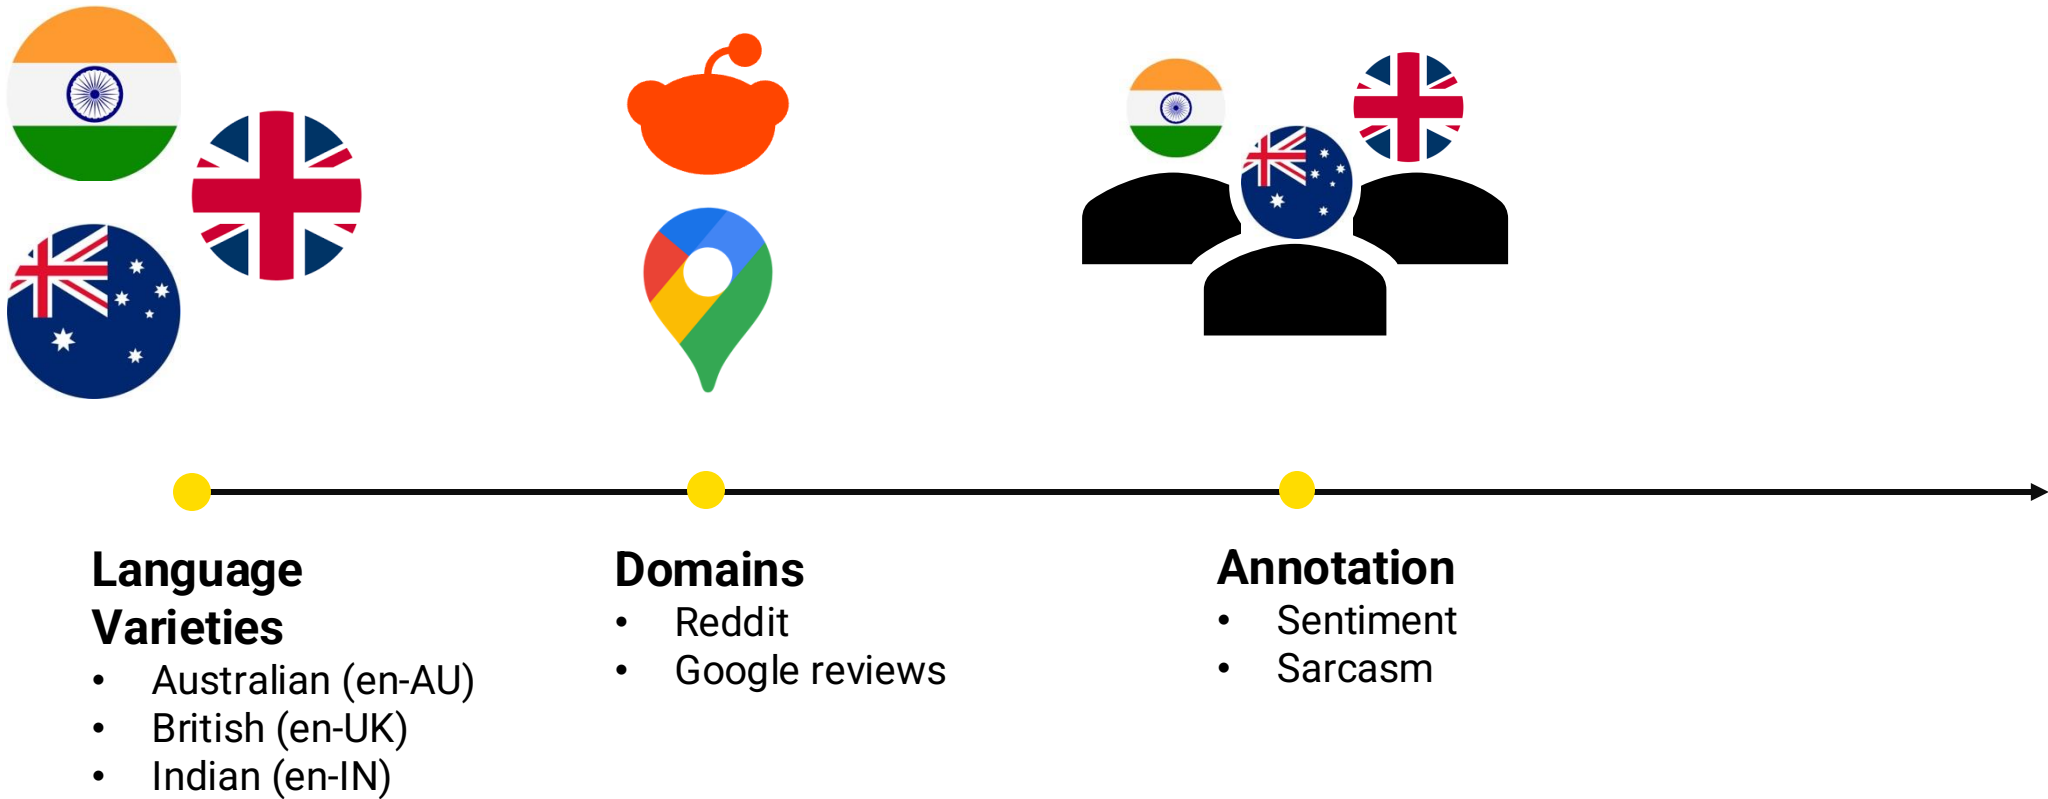 Language
Varieties
• Australian (en-AU)
• British (en-UK)
• Indian (en-IN)
Domains
• Reddit
• Google reviews
Annotation
• Sentiment
• Sarcasm